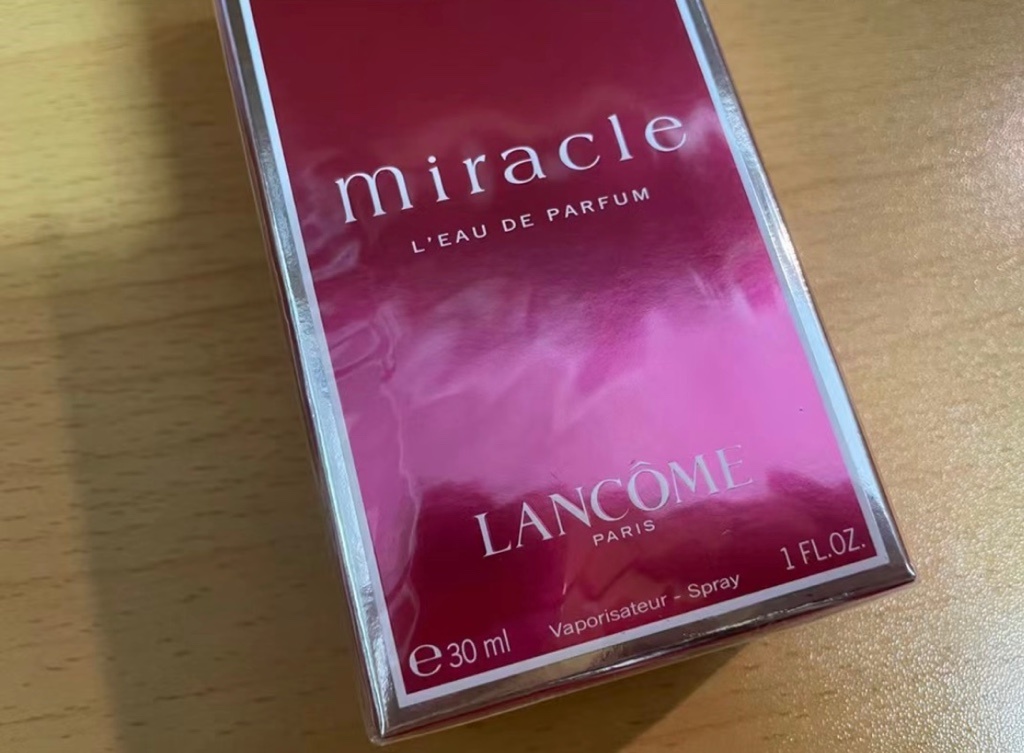 miracle
L'EAU DE PARFUM
LANCÔME
PARIS
℮30 ml Vaporisateur - Spray 1 FL.OZ.